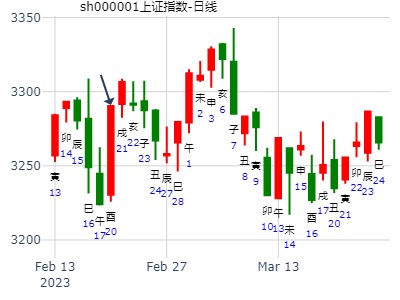 sh000001上证指数-日线
3350
3300
3250
3200
寅
13
卯
14
辰
15
巳
16
午
17
酉
20
戌
21
亥
22
子
23
丑
24
辰
27
巳
28
午
1
未
2
申
3
亥
6
子
7
丑
8
寅
9
卯
10
午
13
未
14
申
15
酉
16
戌
17
丑
20
寅
21
卯
22
辰
23
巳
24
Feb 13
2023
Feb 27
Mar 13